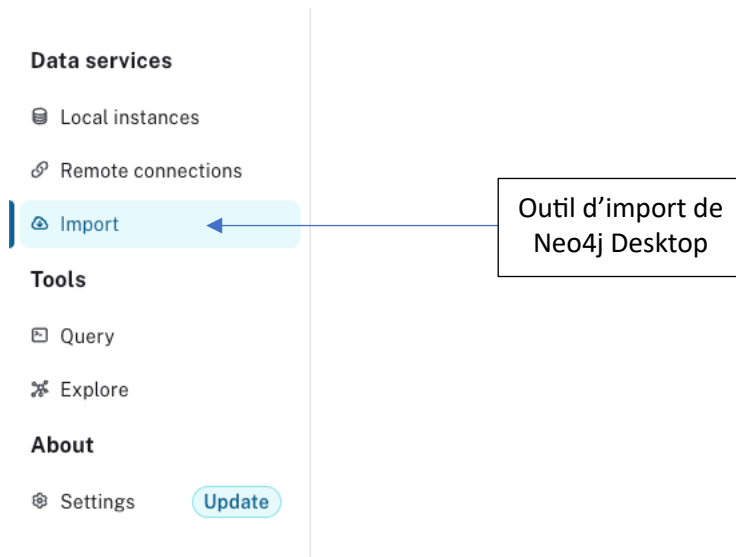 Data services
Local instances
Remote connections
Import
Outil d’import de
Neo4j Desktop
Tools
Query
Explore
About
Settings
Update